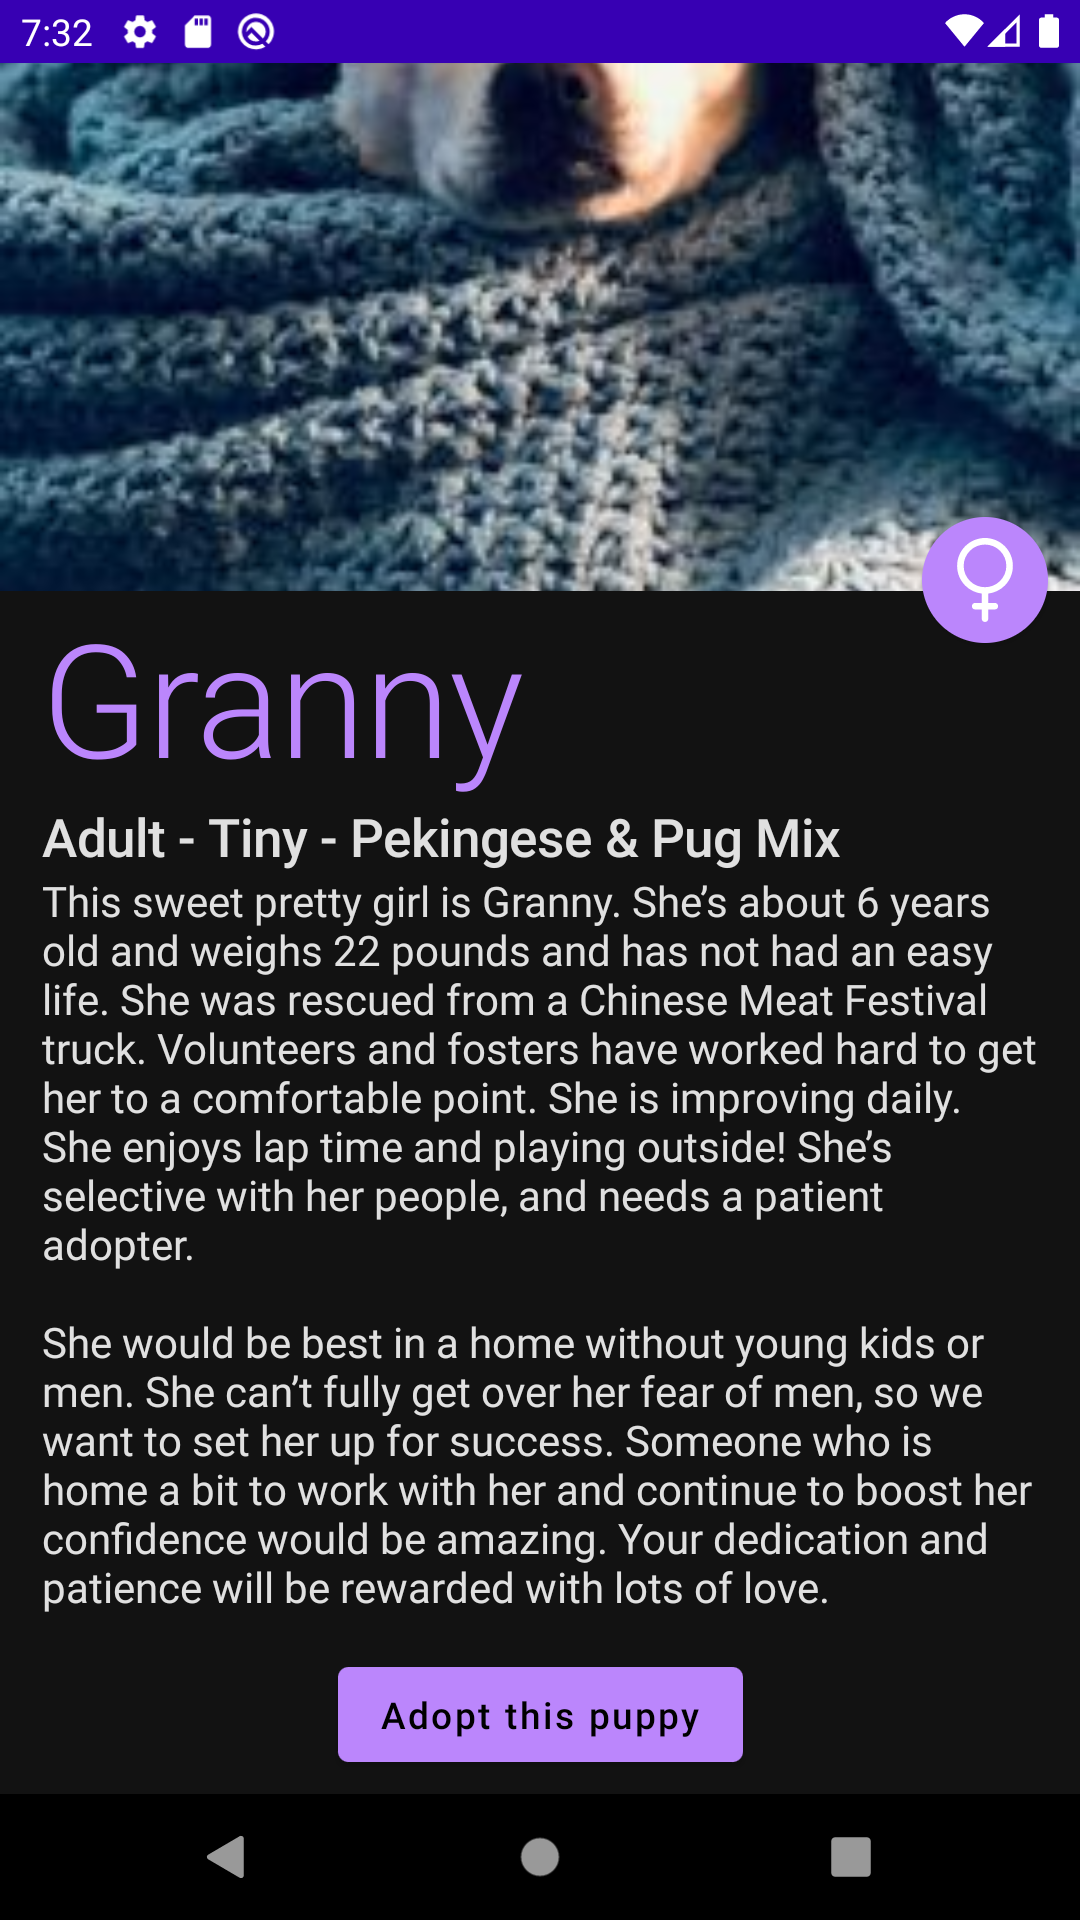 7:32
Granny
Adult - Tiny - Pekingese & Pug Mix
This sweet pretty girl is Granny. She’s about 6 years
old and weighs 22 pounds and has not had an easy
life. She was rescued from a Chinese Meat Festival
truck. Volunteers and fosters have worked hard to get
her to a comfortable point. She is improving daily.
She enjoys lap time and playing outside! She’s
selective with her people, and needs a patient
adopter.
She would be best in a home without young kids or
men. She can’t fully get over her fear of men, so we
want to set her up for success. Someone who is
home a bit to work with her and continue to boost her
confidence would be amazing. Your dedication and
patience will be rewarded with lots of love.
Adopt this puppy